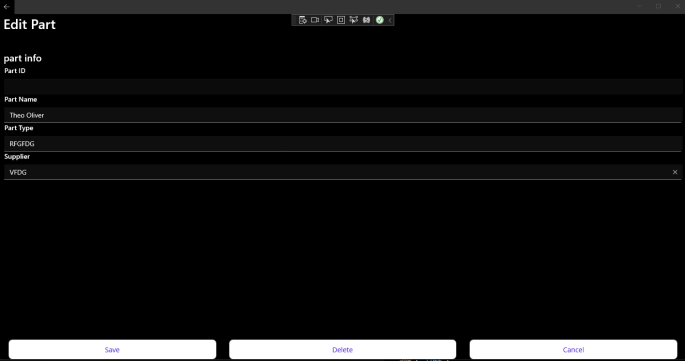 Edit Part
part info
Part ID
Part Name
Theo Oliver
Part Type
RFGFDG
Supplier
VFDG
Save
Delete
Cancel